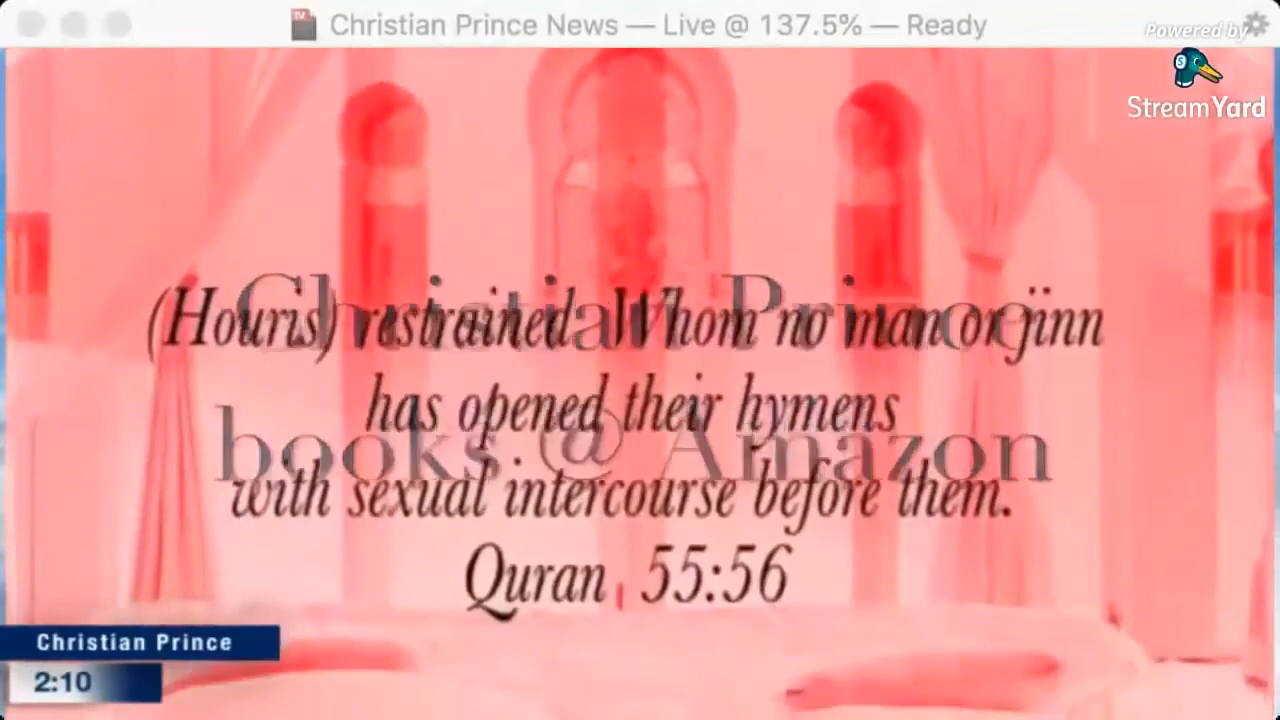 Christian Prince News — Live @ 137.5% — Ready
Powered by
StreamYard
Christian Prince
books @ Amazon
(Houris) restrained. Whom no man or jinn
has opened their hymens
with sexual intercourse before them.
Quran 55:56
Christian Prince
2:10